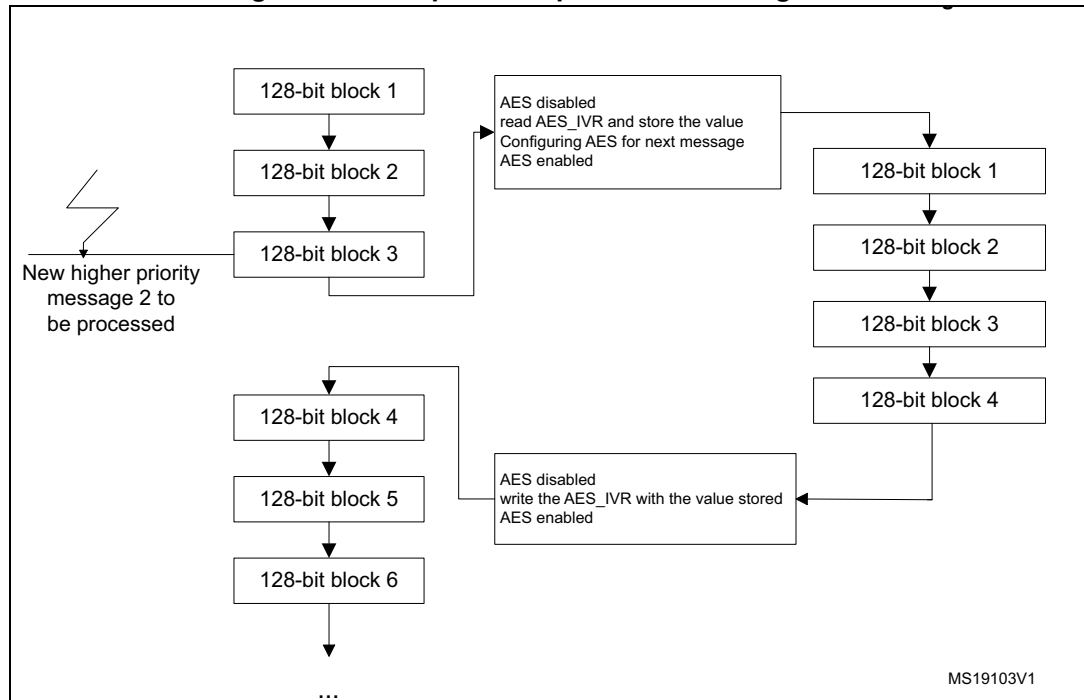 128-bit block 1
128-bit block 2
128-bit block 3
New higher priority
message 2 to
be processed
AES disabled
read AES_IVR and store the value
Configuring AES for next message
AES enabled
128-bit block 1
128-bit block 2
128-bit block 3
128-bit block 4
AES disabled
write the AES_IVR with the value stored
AES enabled
128-bit block 4
128-bit block 5
128-bit block 6
...
MS19103V1